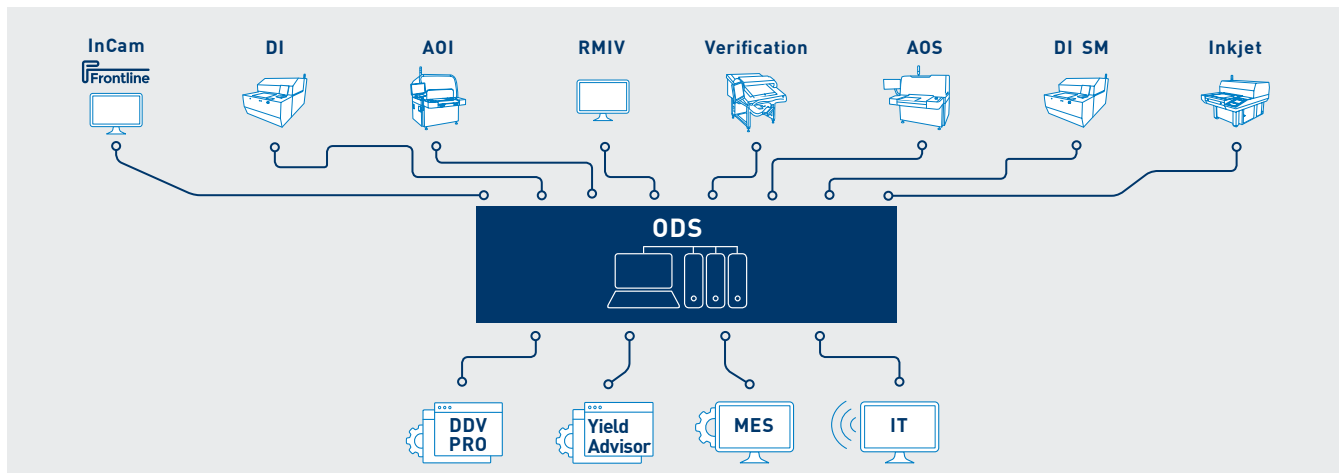 InCam
Frontline
DI
AOI
RMIV
Verification
AOS
DI SM
Inkjet
ODS
DDV
PRO
Yield
Advisor
MES
IT